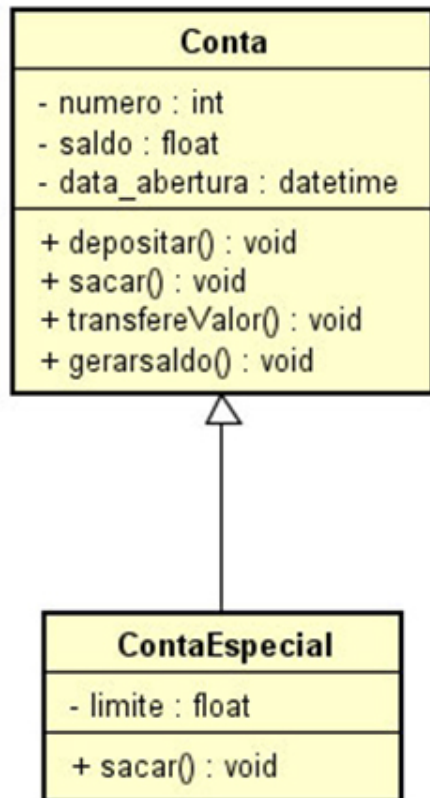 Conta
- numero : int
- saldo : float
- data_abertura : datetime
+ depositar() : void
+ sacar() : void
+ transfereValor() : void
+ gerarsaldo() : void
ContaEspecial
- limite : float
+ sacar() : void